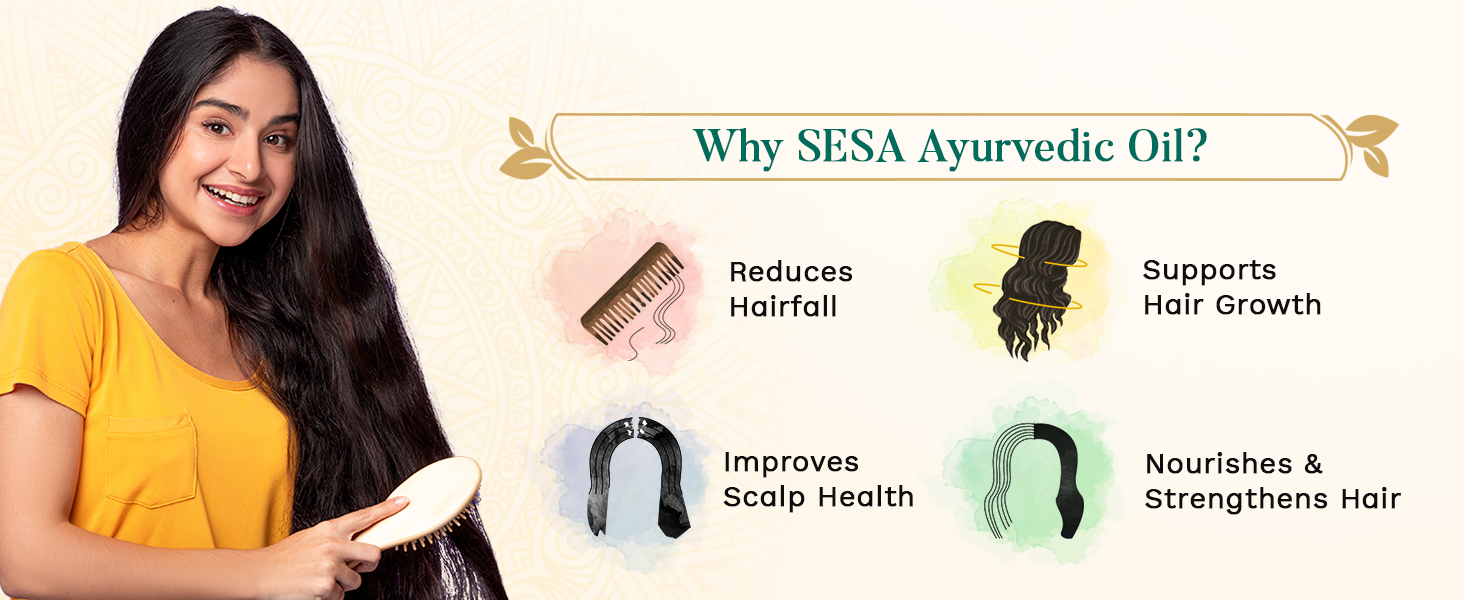 Why SESA Ayurvedic Oil?
Reduces
Hairfall
Supports
Hair Growth
Improves
Scalp Health
Nourishes &
Strengthens Hair